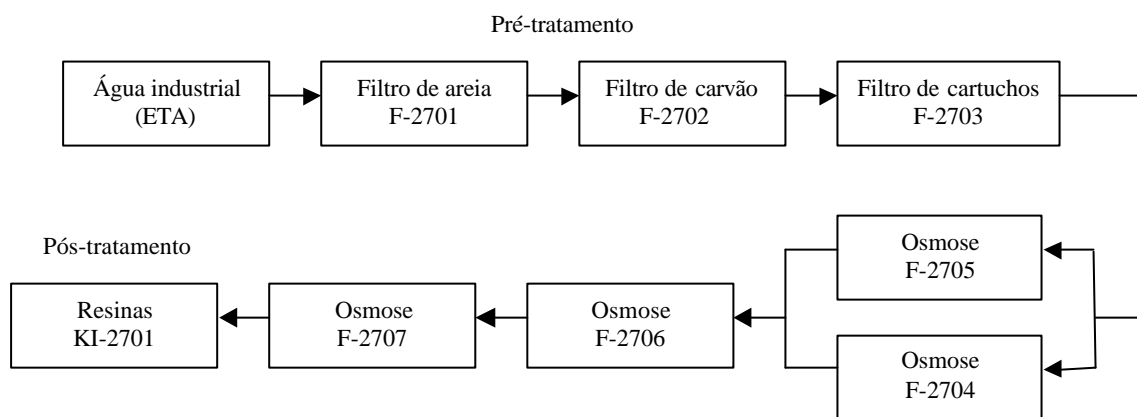 Pré-tratamento
Água industrial
(ETA)
Filtro de areia
F-2701
Filtro de carvão
F-2702
Filtro de cartuchos
F-2703
Pós-tratamento
Osmose
F-2705
Resinas
KI-2701
Osmose
F-2707
Osmose
F-2706
Osmose
F-2704